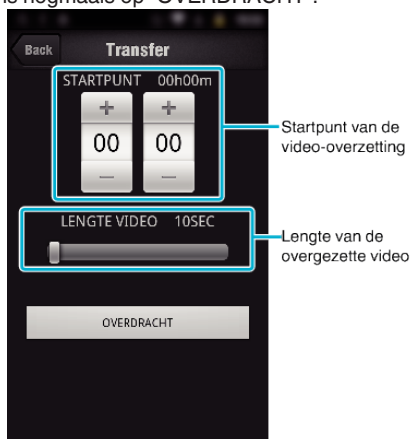 is nogmaals op "OVERDRACHT".
Back Transfer
STARTPUNT 00h00m
+ +
00 00
— —
Startpunt van de
video-overzetting
LENGTE VIDEO 10SEC
Lengte van de
overgezette video
OVERDRACHT